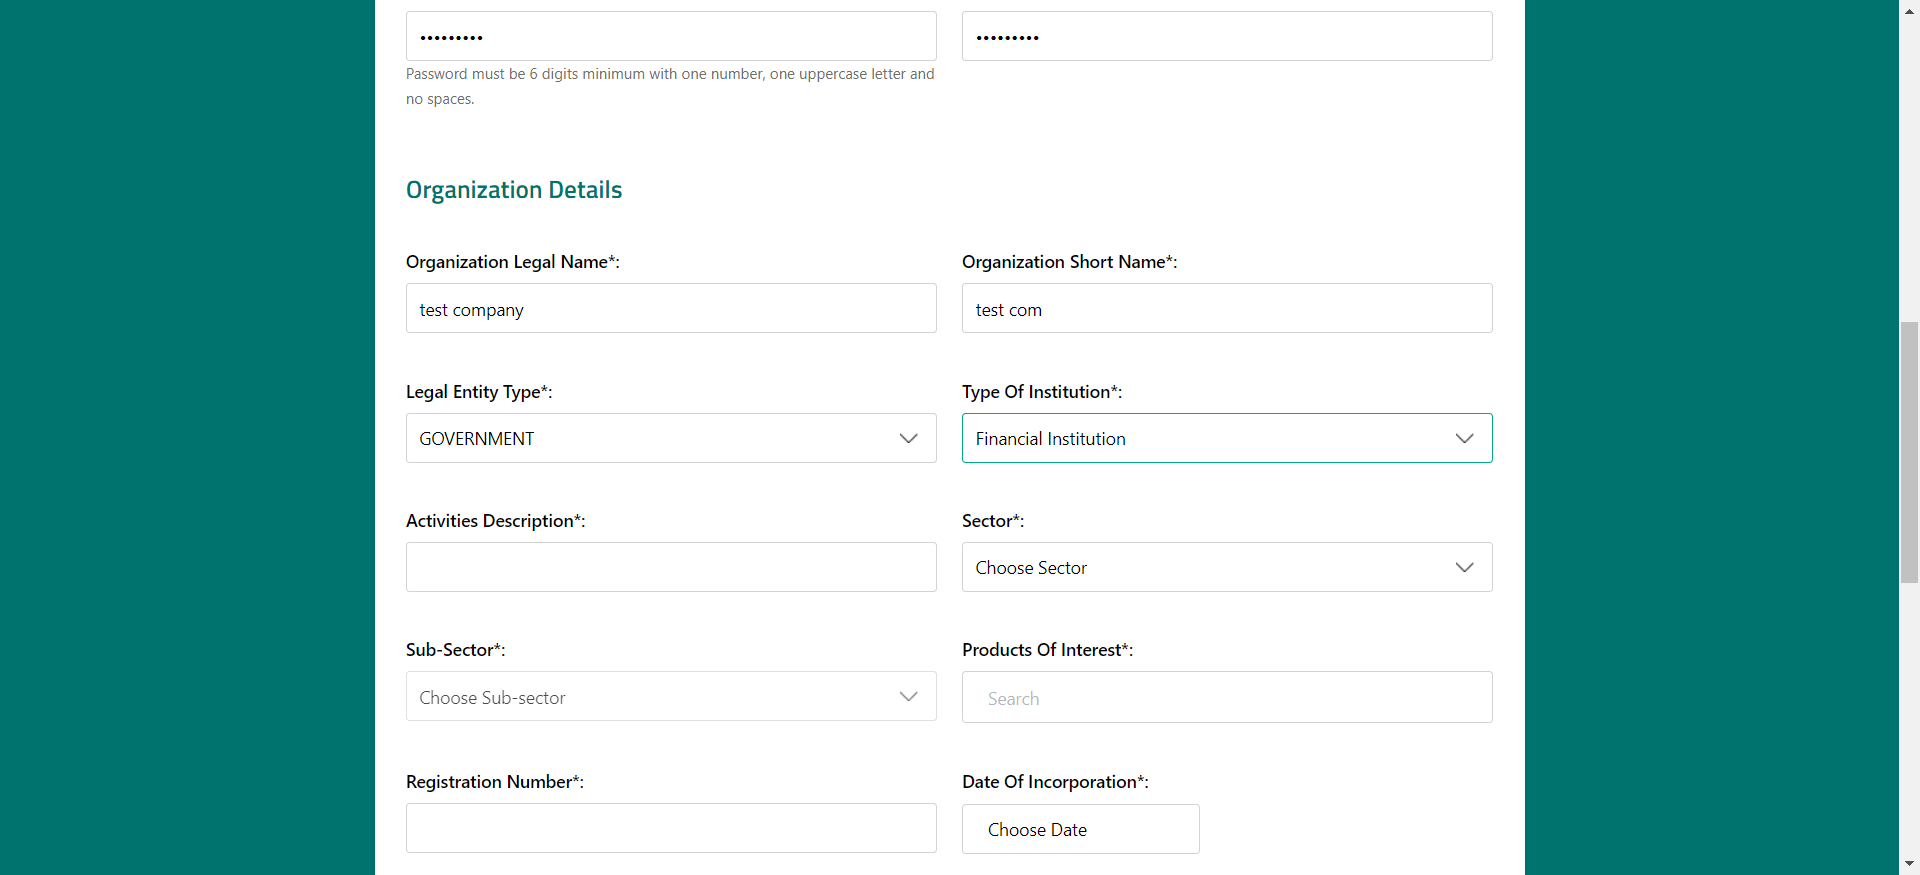 •••••••••
•••••••••
Password must be 6 digits minimum with one number, one uppercase letter and
no spaces.
Organization Details
Organization Legal Name*:
Organization Short Name*:
test company
test com
Legal Entity Type*:
Type Of Institution*:
GOVERNMENT
Financial Institution
Activities Description*:
Sector*:
Choose Sector
Sub-Sector*:
Products Of Interest*:
Choose Sub-sector
Search
Registration Number*:
Date Of Incorporation*:
Choose Date